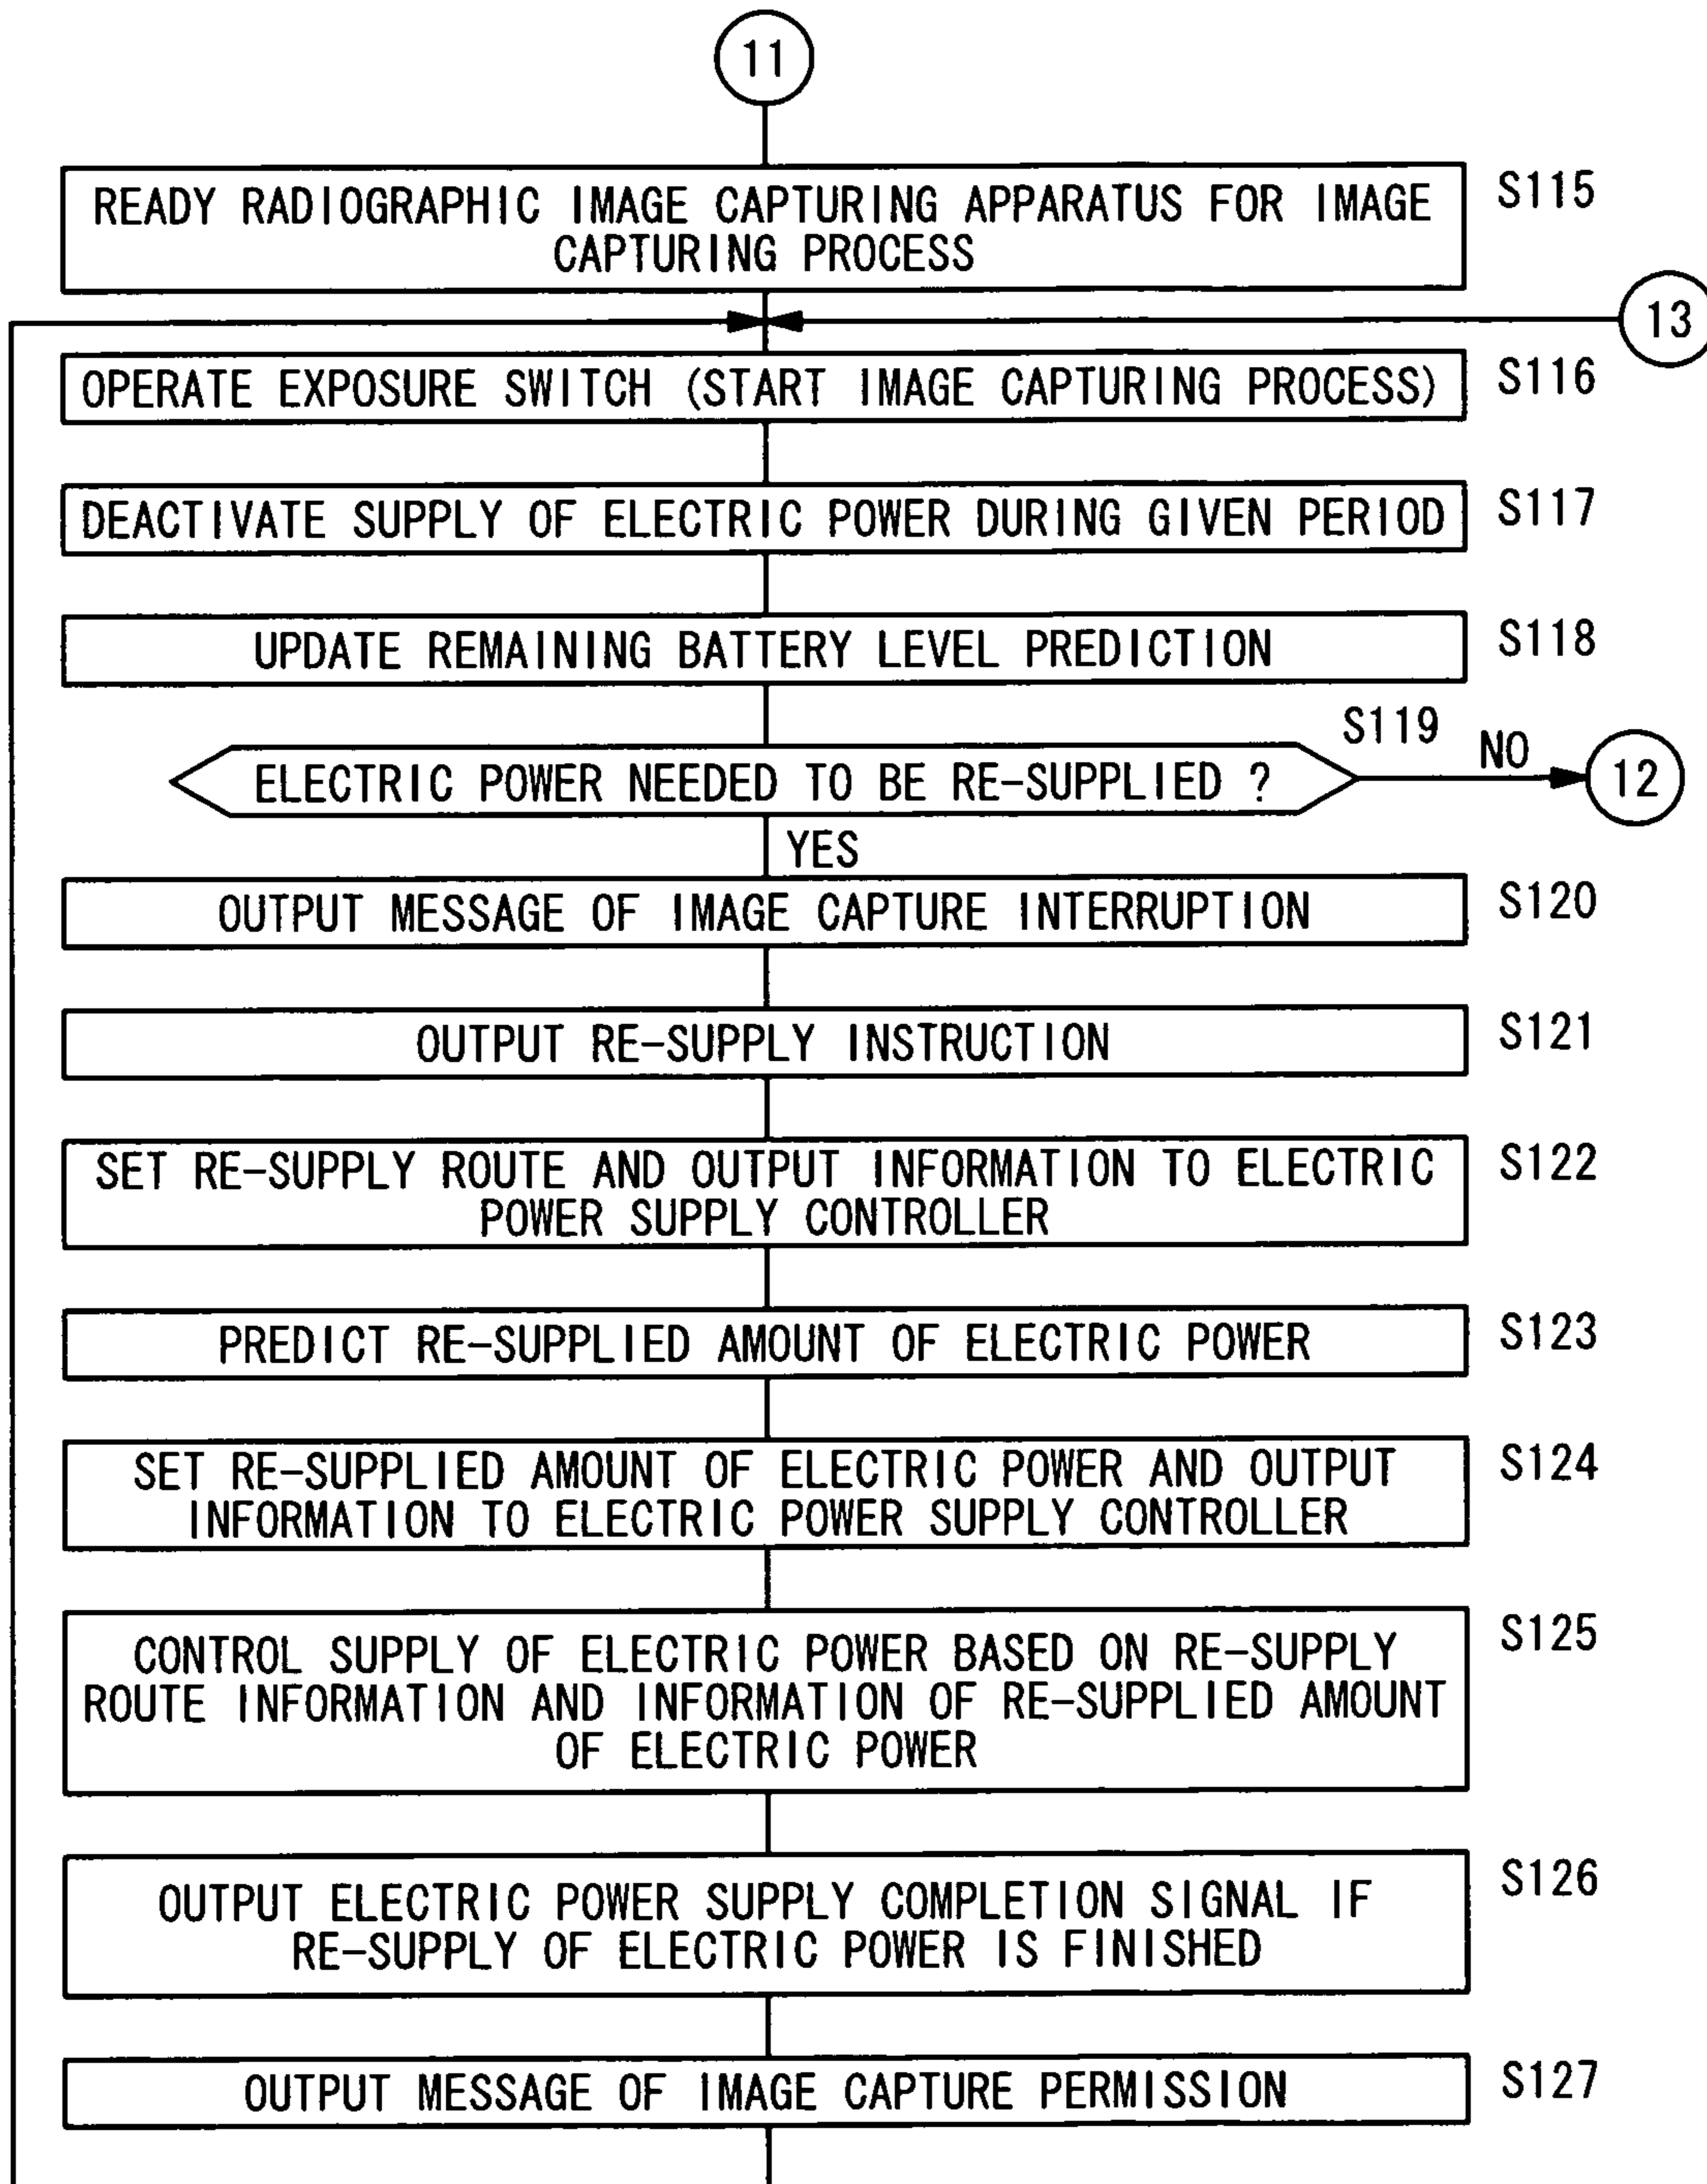 11
READY RADIOGRAPHIC IMAGE CAPTURING APPARATUS FOR IMAGE
CAPTURING PROCESS
S115
13
OPERATE EXPOSURE SWITCH (START IMAGE CAPTURING PROCESS)
S116
DEACTIVATE SUPPLY OF ELECTRIC POWER DURING GIVEN PERIOD
S117
UPDATE REMAINING BATTERY LEVEL PREDICTION
S118
S119
ELECTRIC POWER NEEDED TO BE RE-SUPPLIED ?
NO
12
YES
OUTPUT MESSAGE OF IMAGE CAPTURE INTERRUPTION
S120
OUTPUT RE-SUPPLY INSTRUCTION
S121
SET RE-SUPPLY ROUTE AND OUTPUT INFORMATION TO ELECTRIC
POWER SUPPLY CONTROLLER
S122
PREDICT RE-SUPPLIED AMOUNT OF ELECTRIC POWER
S123
SET RE-SUPPLIED AMOUNT OF ELECTRIC POWER AND OUTPUT
INFORMATION TO ELECTRIC POWER SUPPLY CONTROLLER
S124
CONTROL SUPPLY OF ELECTRIC POWER BASED ON RE-SUPPLY
ROUTE INFORMATION AND INFORMATION OF RE-SUPPLIED AMOUNT
OF ELECTRIC POWER
S125
OUTPUT ELECTRIC POWER SUPPLY COMPLETION SIGNAL IF
RE-SUPPLY OF ELECTRIC POWER IS FINISHED
S126
OUTPUT MESSAGE OF IMAGE CAPTURE PERMISSION
S127